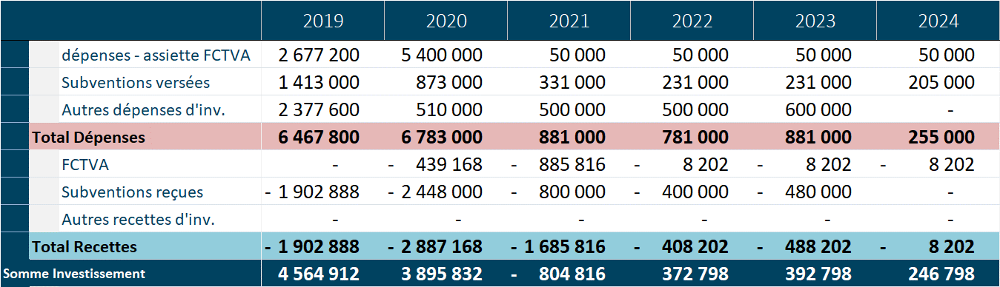 2019 2020 2021 2022 2023 2024
dépenses - assiette FCTVA 2 677 200 5 400 000 50 000 50 000 50 000 50 000
Subventions versées 1 413 000 873 000 331 000 231 000 231 000 205 000
Autres dépenses d'inv. 2 377 600 510 000 500 000 500 000 600 000 -
Total Dépenses 6 467 800 6 783 000 881 000 781 000 881 000 255 000
FCTVA - - 439 168 - 885 816 - 8 202 - 8 202 - 8 202
Subventions reçues - 1 902 888 - 2 448 000 - 800 000 - 400 000 - 480 000 -
Autres recettes d'inv. - - - - - -
Total Recettes - 1 902 888 - 2 887 168 - 1 685 816 - 408 202 - 488 202 - 8 202
Somme Investissement 4 564 912 3 895 832 - 804 816 372 798 392 798 246 798